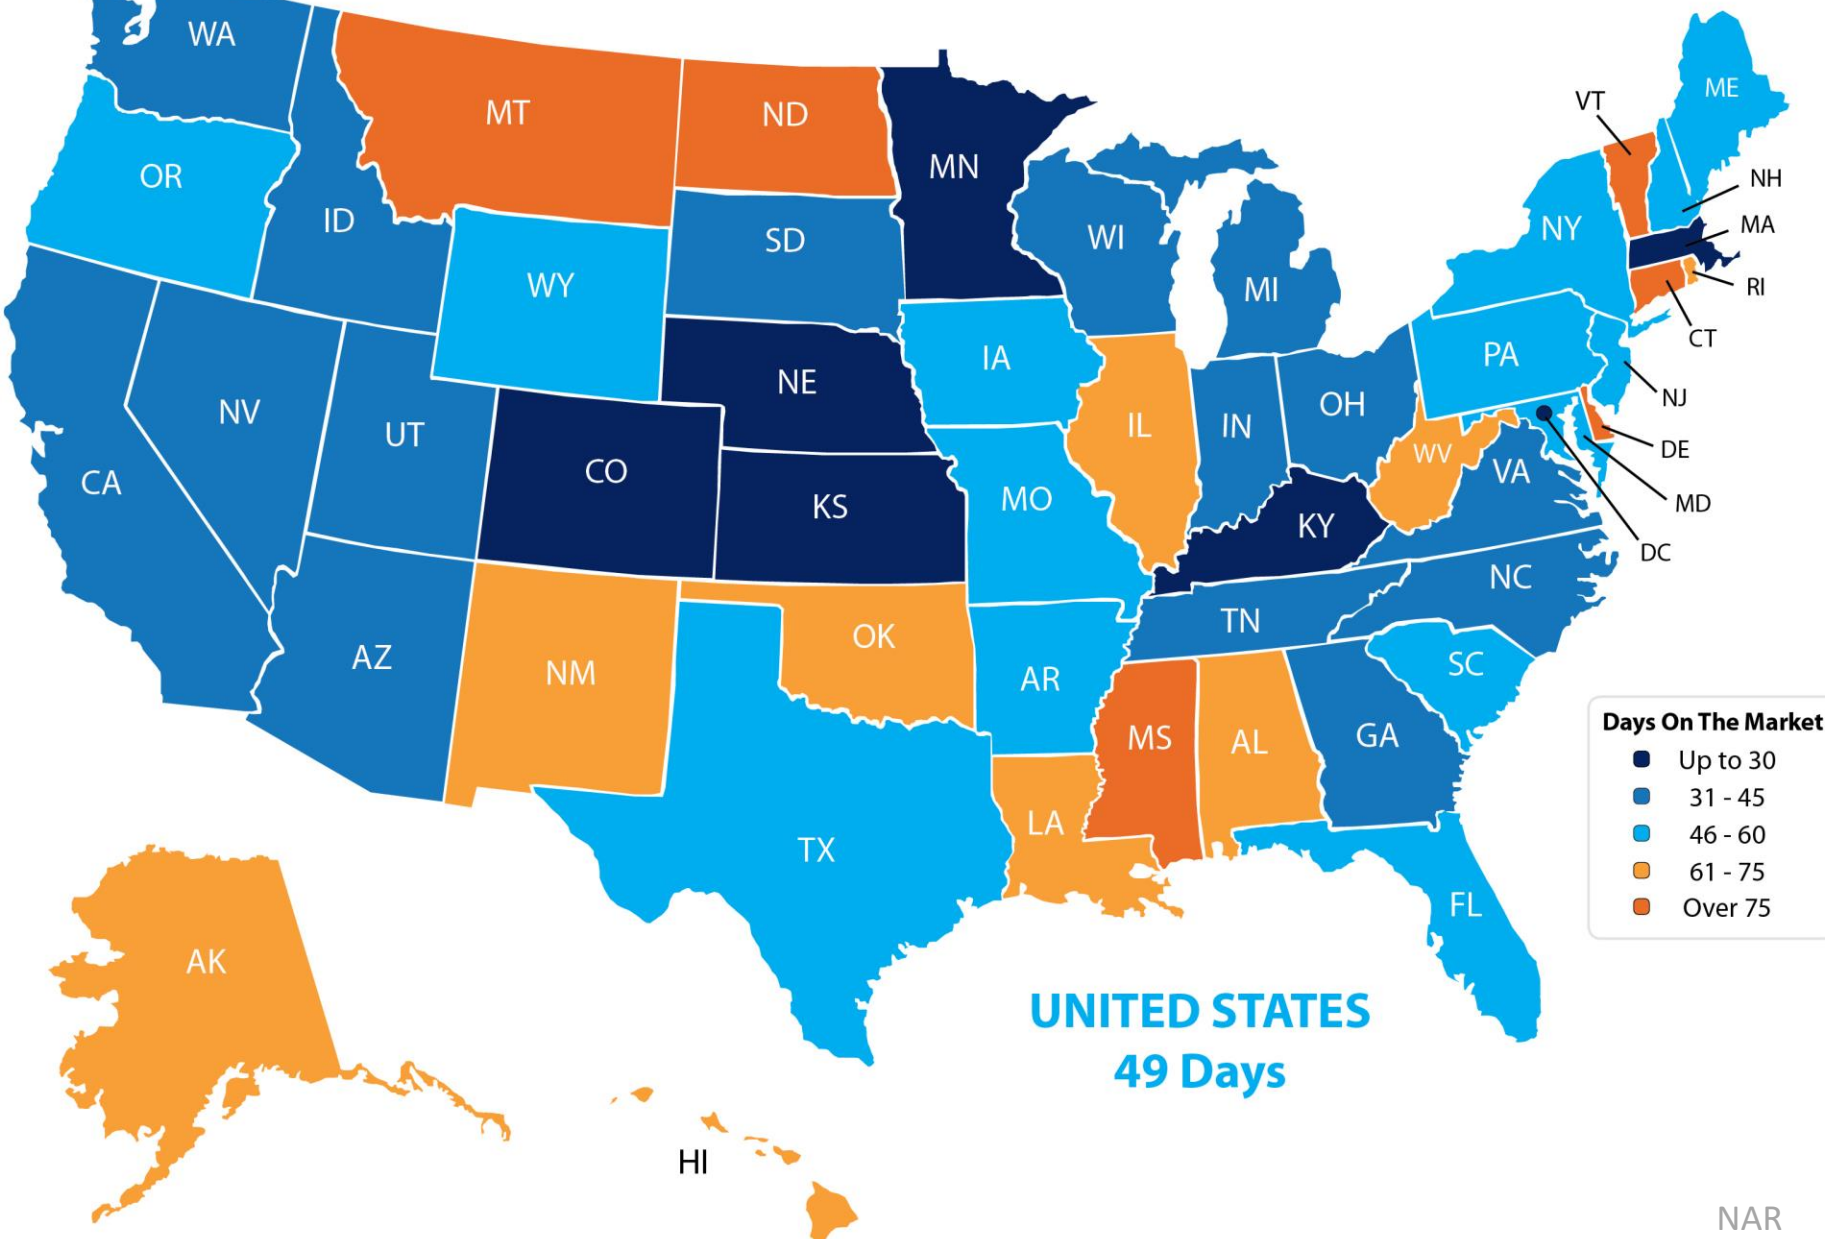 WA
MT
ND
MN
ME
VT
OR
ID
SD
WI
MI
NY
NH
MA
RI
CT
WY
IA
PA
NJ
NE
NV
UT
CO
KS
MO
IL
IN
OH
WV
VA
DE
MD
DC
CA
KY
NC
TN
AZ
NM
OK
AR
SC
MS
AL
GA
LA
TX
FL
Days On The Market
Up to 30
31 - 45
46 - 60
61 - 75
Over 75
AK
UNITED STATES
49 Days
HI
NAR